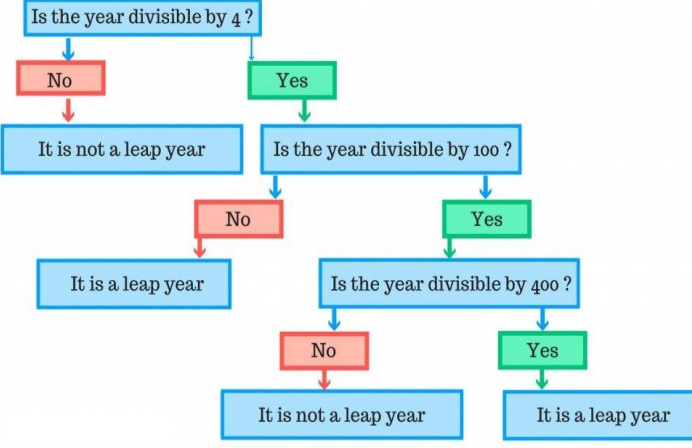 Is the year divisible by 4 ?
No
Yes
It is not a leap year
Is the year divisible by 100 ?
No
Yes
It is a leap year
Is the year divisible by 400 ?
No
Yes
It is not a leap year
It is a leap year